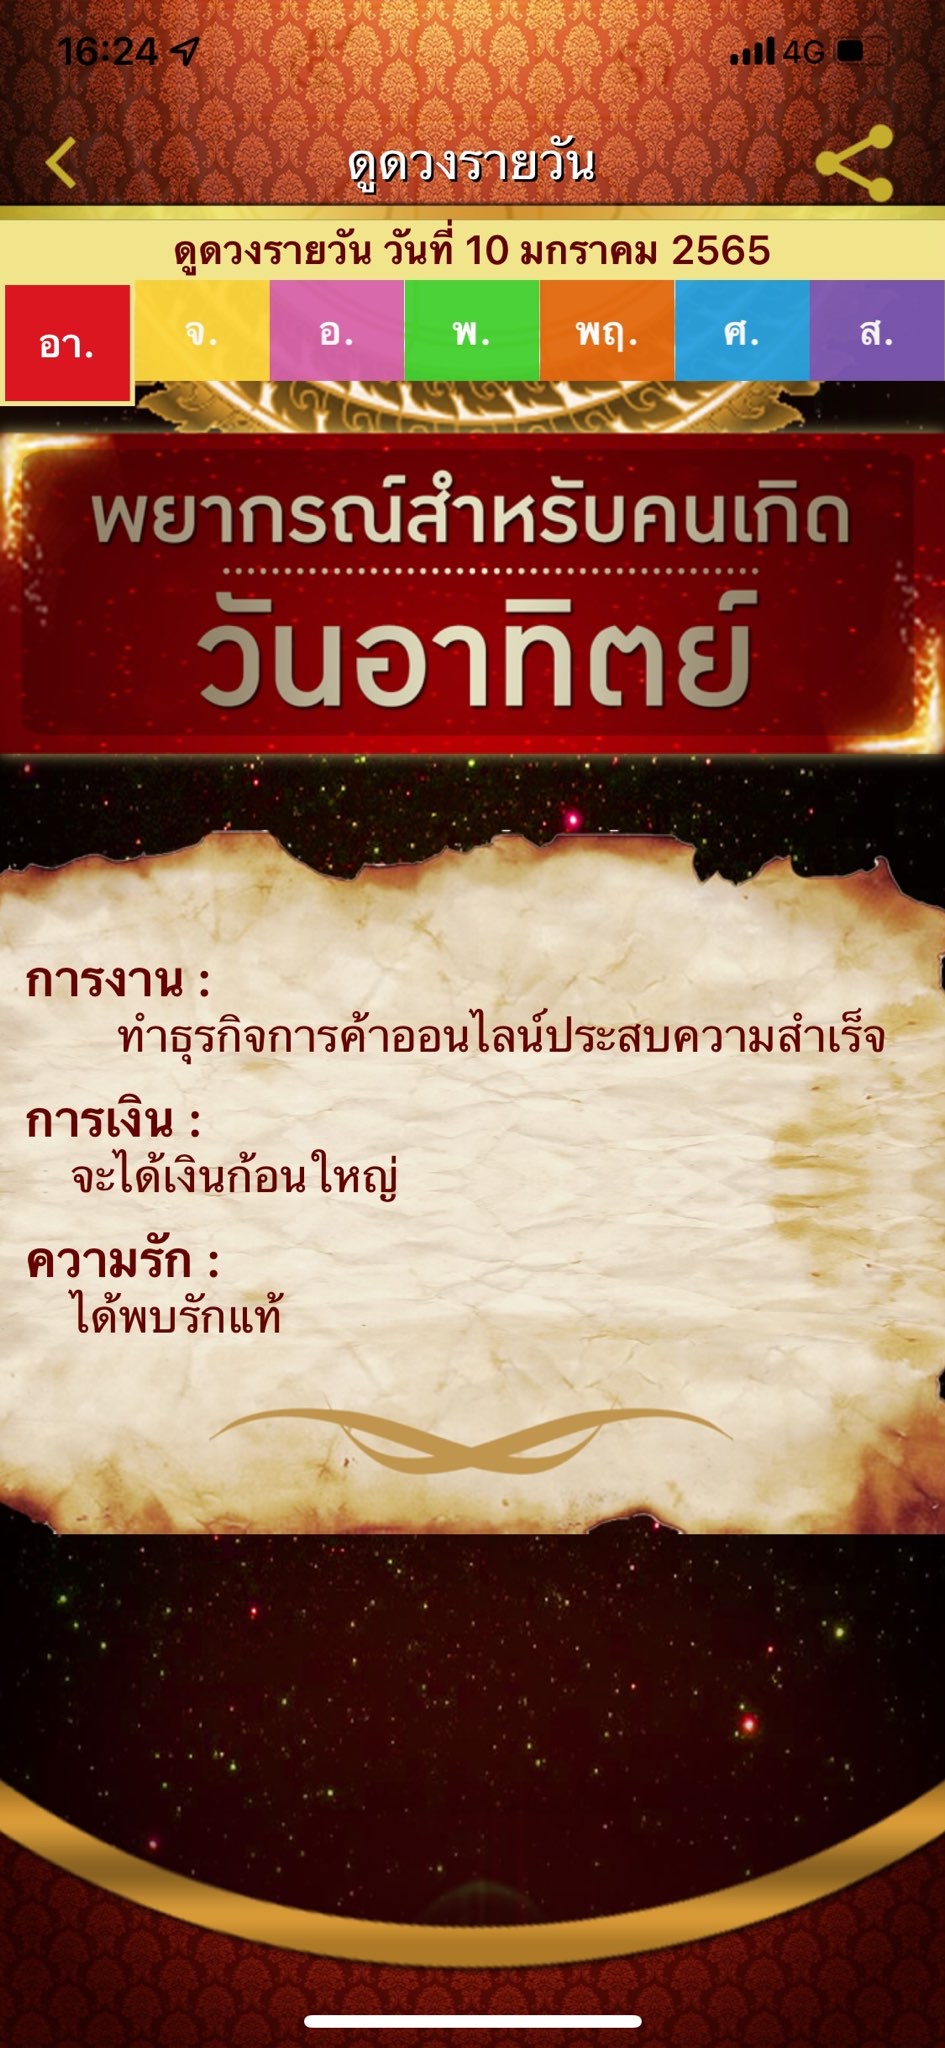 16:24
4G
ดูดวงรายวัน
ดูดวงรายวัน วันที่ 10 มกราคม 2565
อา. จ. อ. พ. พฤ. ศ. ส.
พยากรณ์สำหรับคนเกิด
วันอาทิตย์
การงาน :
ทำธุรกิจการค้าออนไลน์ประสบความสำเร็จ
การเงิน :
จะได้เงินก้อนใหญ่
ความรัก :
ได้พบรักแท้